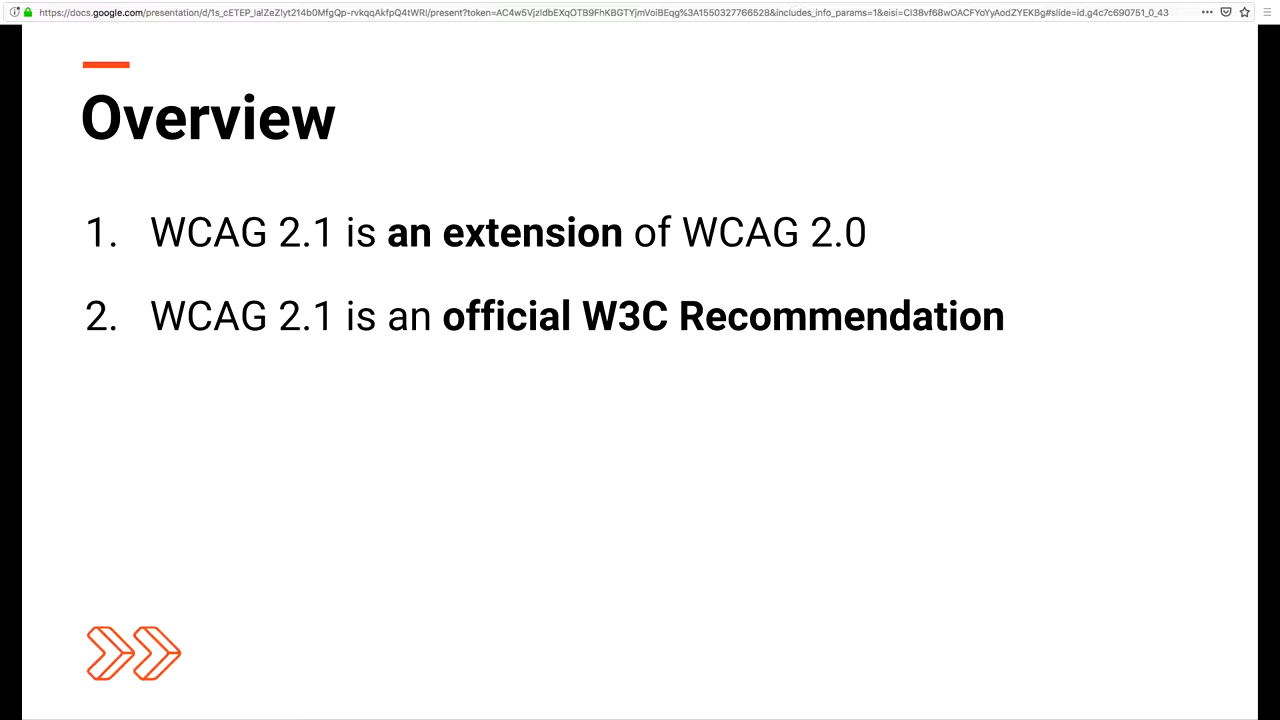 Overview
1. WCAG 2.1 is an extension of WCAG 2.0
2. WCAG 2.1 is an official W3C Recommendation